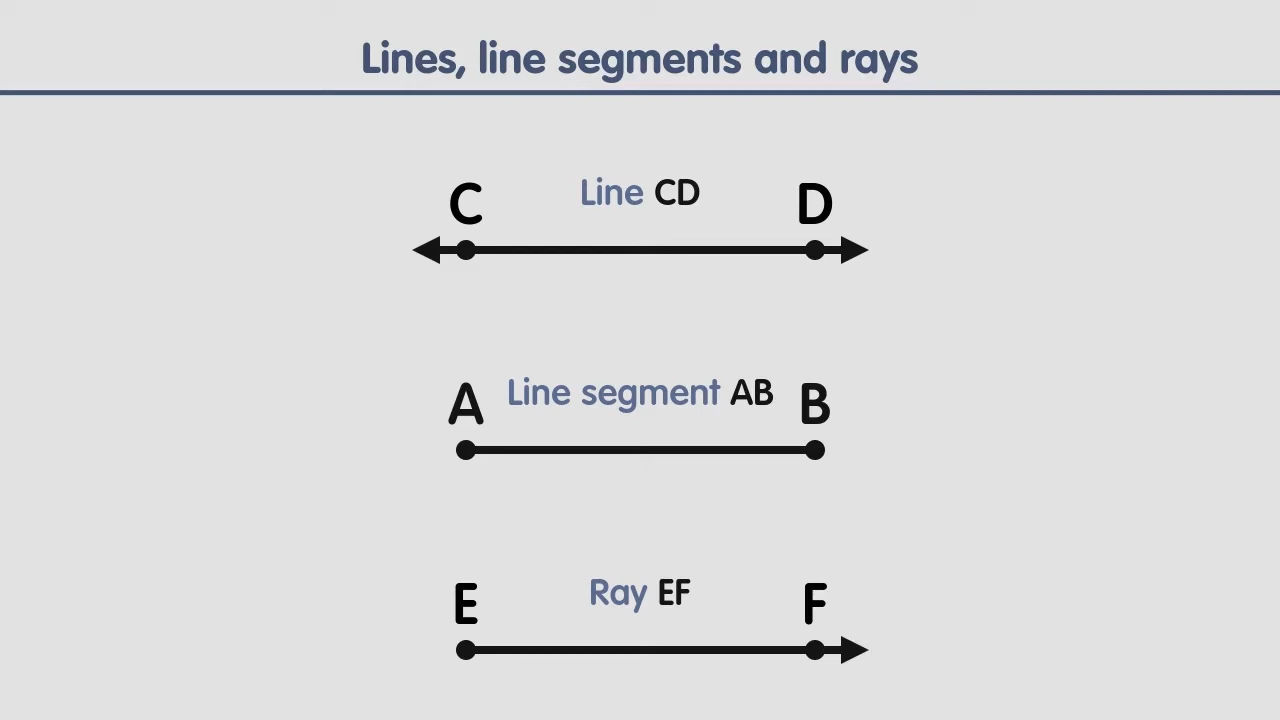 Lines, line segments and rays
C Line CD D
A Line segment AB B
E Ray EF F